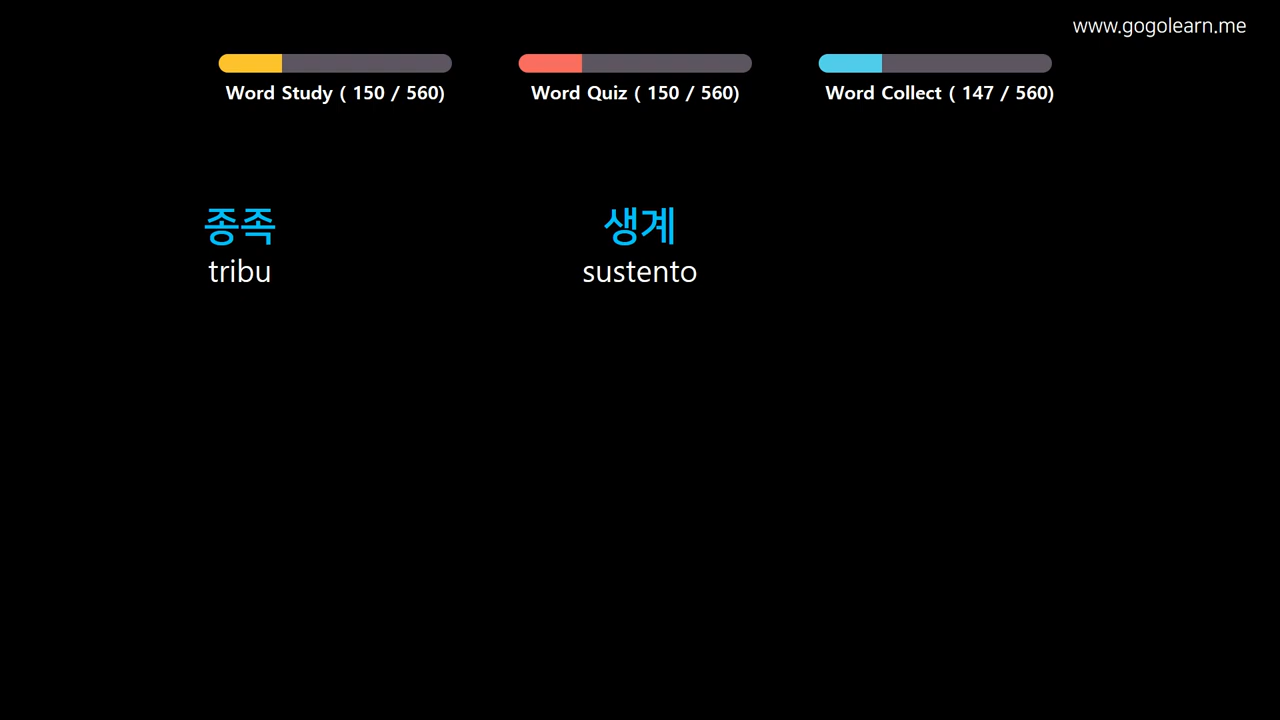 www.gogolearn.me
Word Study ( 150 / 560)
Word Quiz ( 150 / 560)
Word Collect ( 147 / 560)
종족
tribu
생계
sustento